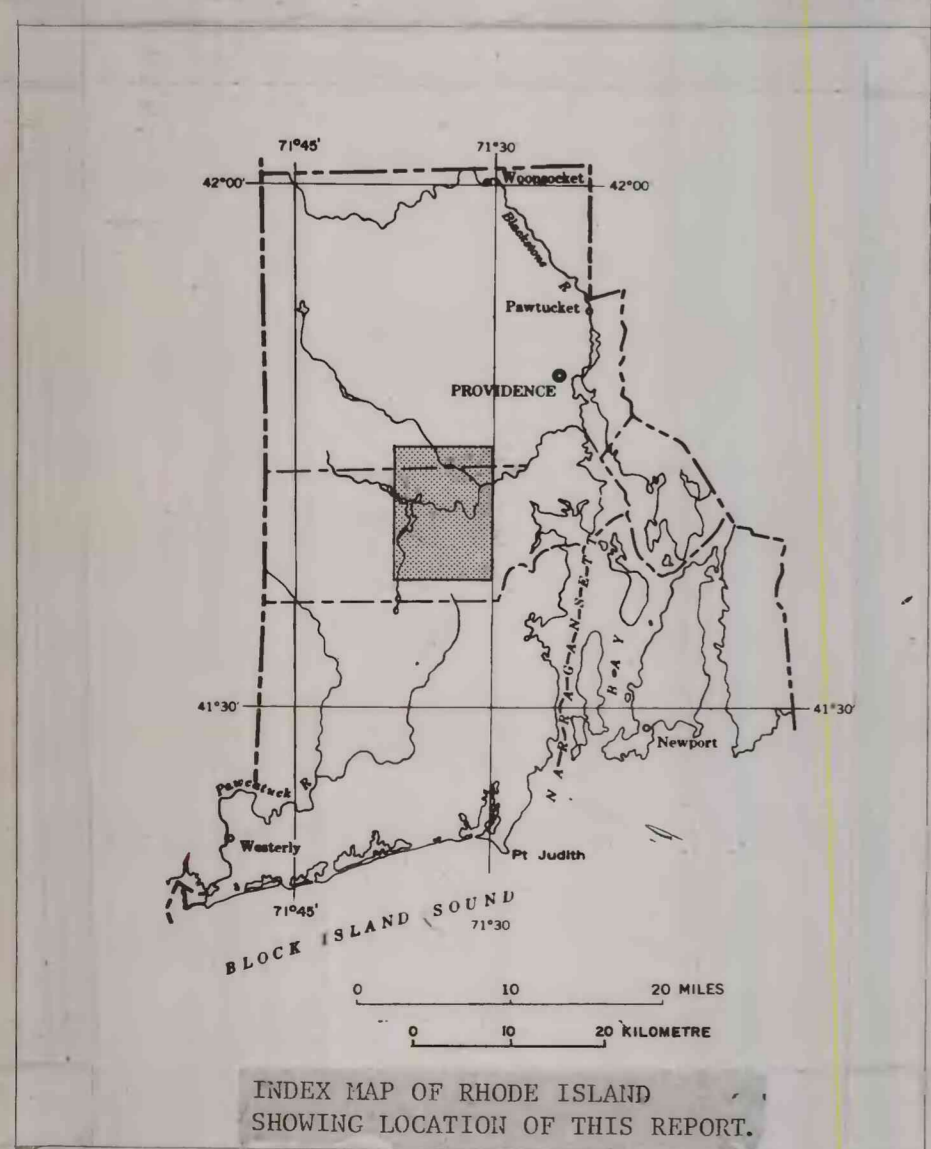 71°45' 71°30
42°00' Woonsocket 42°00'
Blackstone R
Pawtucket
PROVIDENCE
NARRAGANSET
BAY
41°30' 41°30'
Newport
Pawcatuck R
Westerly
Pt Judith
71°45'
71°30
BLOCK ISLAND SOUND
0 10 20 MILES
0 10 20 KILOMETRE
INDEX MAP OF RHODE ISLAND
SHOWING LOCATION OF THIS REPORT.